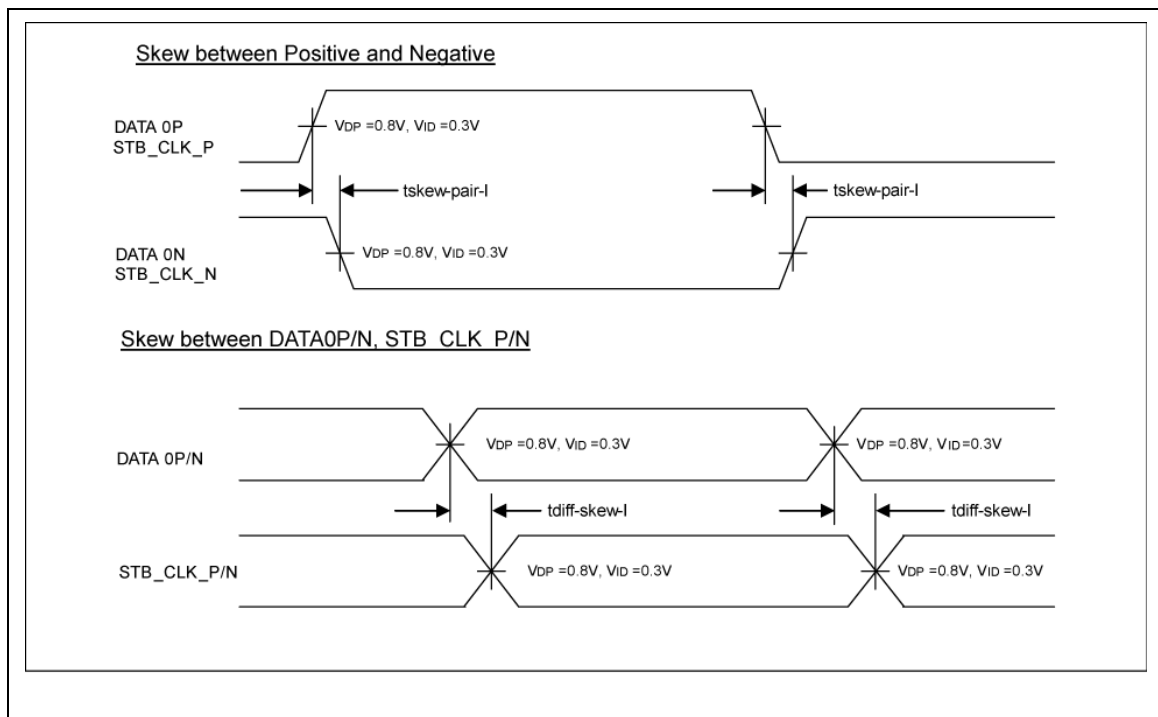 Skew between Positive and Negative
DATA 0P
STB_CLK_P
VDP =0.8V, VID =0.3V
tskew-pair-I
tskew-pair-I
DATA 0N
STB_CLK_N
VDP =0.8V, VID =0.3V
Skew between DATA0P/N, STB_CLK_P/N
DATA 0P/N
VDP =0.8V, VID =0.3V
VDP =0.8V, VID=0.3V
tdiff-skew-I
tdiff-skew-I
STB_CLK_P/N
VDP =0.8V, VID =0.3V
VDP =0.8V, VID =0.3V